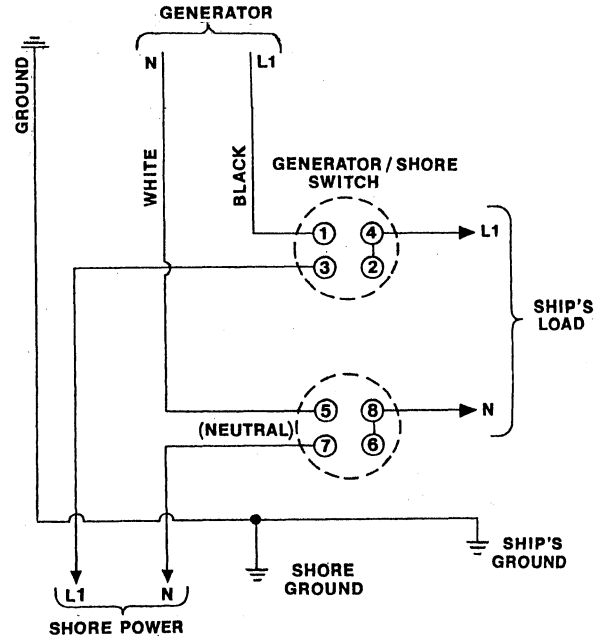 GENERATOR
N
L1
GROUND
WHITE
BLACK
GENERATOR / SHORE
SWITCH
1
4
L1
3
2
SHIP'S
LOAD
5
8
N
(NEUTRAL)
7
6
SHORE
GROUND
SHIP'S
GROUND
L1
N
SHORE POWER